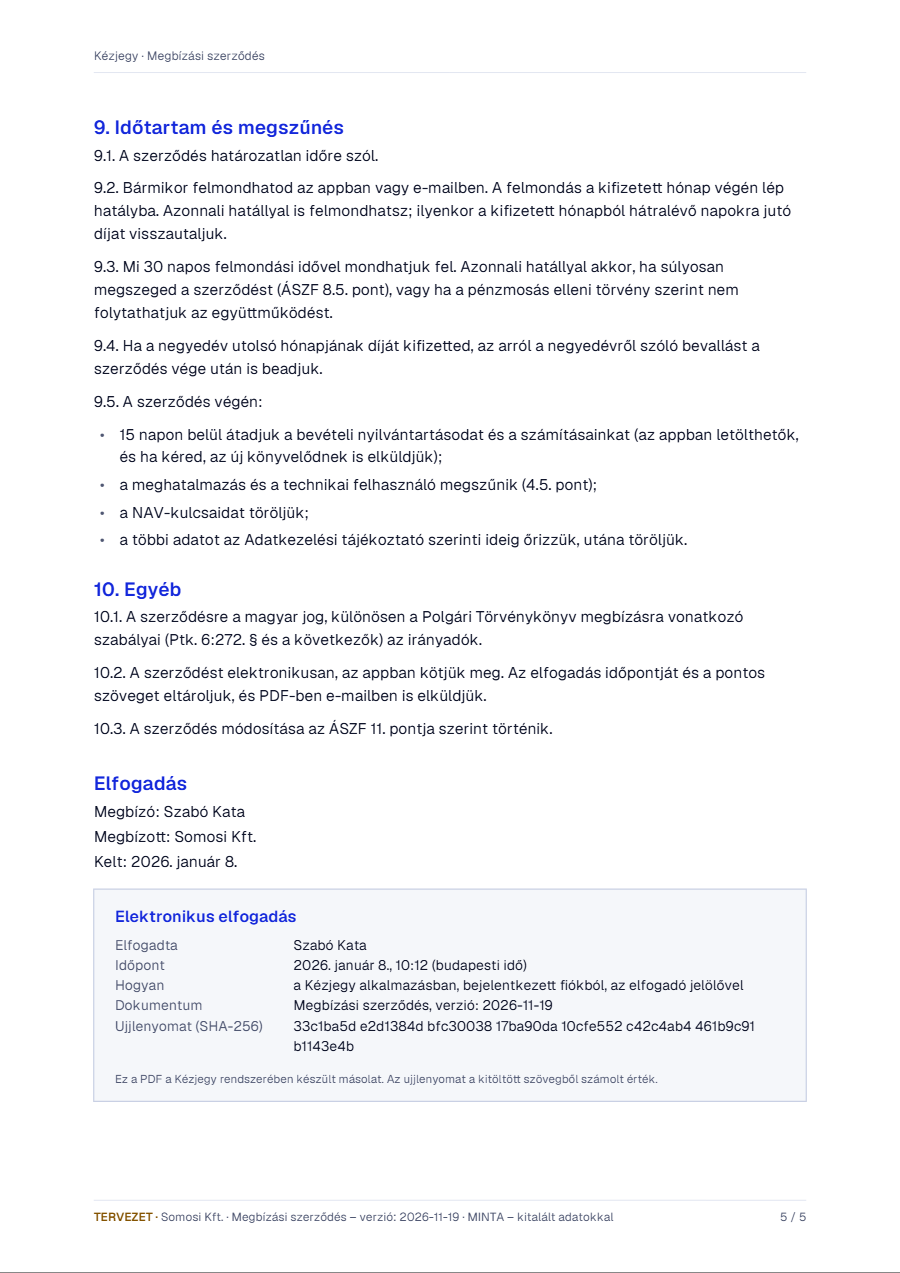 Kézjegy · Megbízási szerződés
9. Időtartam és megszűnés
9.1. A szerződés határozatlan időre szól.
9.2. Bármikor felmondhatod az appban vagy e-mailben. A felmondás a kifizetett hónap végén lép
hatályba. Azonnali hatállyal is felmondhatsz; ilyenkor a kifizetett hónapból hátralévő napokra jutó
díjat visszautaljuk.
9.3. Mi 30 napos felmondási idővel mondhatjuk fel. Azonnali hatállyal akkor, ha súlyosan
megszeged a szerződést (ÁSZF 8.5. pont), vagy ha a pénzmosás elleni törvény szerint nem
folytathatjuk az együttműködést.
9.4. Ha a negyedév utolsó hónapjának díját kifizetted, az arról a negyedévről szóló bevallást a
szerződés vége után is beadjuk.
9.5. A szerződés végén:
• 15 napon belül átadjuk a bevételi nyilvántartásodat és a számításainkat (az appban letölthetők,
és ha kéred, az új könyvelődnek is elküldjük);
• a meghatalmazás és a technikai felhasználó megszűnik (4.5. pont);
• a NAV-kulcsaidat töröljük;
• a többi adatot az Adatkezelési tájékoztató szerinti ideig őrizzük, utána töröljük.
10. Egyéb
10.1. A szerződésre a magyar jog, különösen a Polgári Törvénykönyv megbízásra vonatkozó
szabályai (Ptk. 6:272. § és a következők) az irányadók.
10.2. A szerződést elektronikusan, az appban kötjük meg. Az elfogadás időpontját és a pontos
szöveget eltároljuk, és PDF-ben e-mailben is elküldjük.
10.3. A szerződés módosítása az ÁSZF 11. pontja szerint történik.
Elfogadás
Megbízó: Szabó Kata
Megbízott: Somosi Kft.
Kelt: 2026. január 8.
Elektronikus elfogadás
Elfogadta Szabó Kata
Időpont 2026. január 8., 10:12 (budapesti idő)
Hogyan a Kézjegy alkalmazásban, bejelentkezett fiókból, az elfogadó jelölővel
Dokumentum Megbízási szerződés, verzió: 2026-11-19
Ujjlenyomat (SHA-256) 33c1ba5d e2d1384d bfc30038 17ba90da 10cfe552 c42c4ab4 461b9c91
b1143e4b
Ez a PDF a Kézjegy rendszerében készült másolat. Az ujjlenyomat a kitöltött szövegből számolt érték.
TERVEZET · Somosi Kft. · Megbízási szerződés – verzió: 2026-11-19 · MINTA – kitalált adatokkal 5 / 5